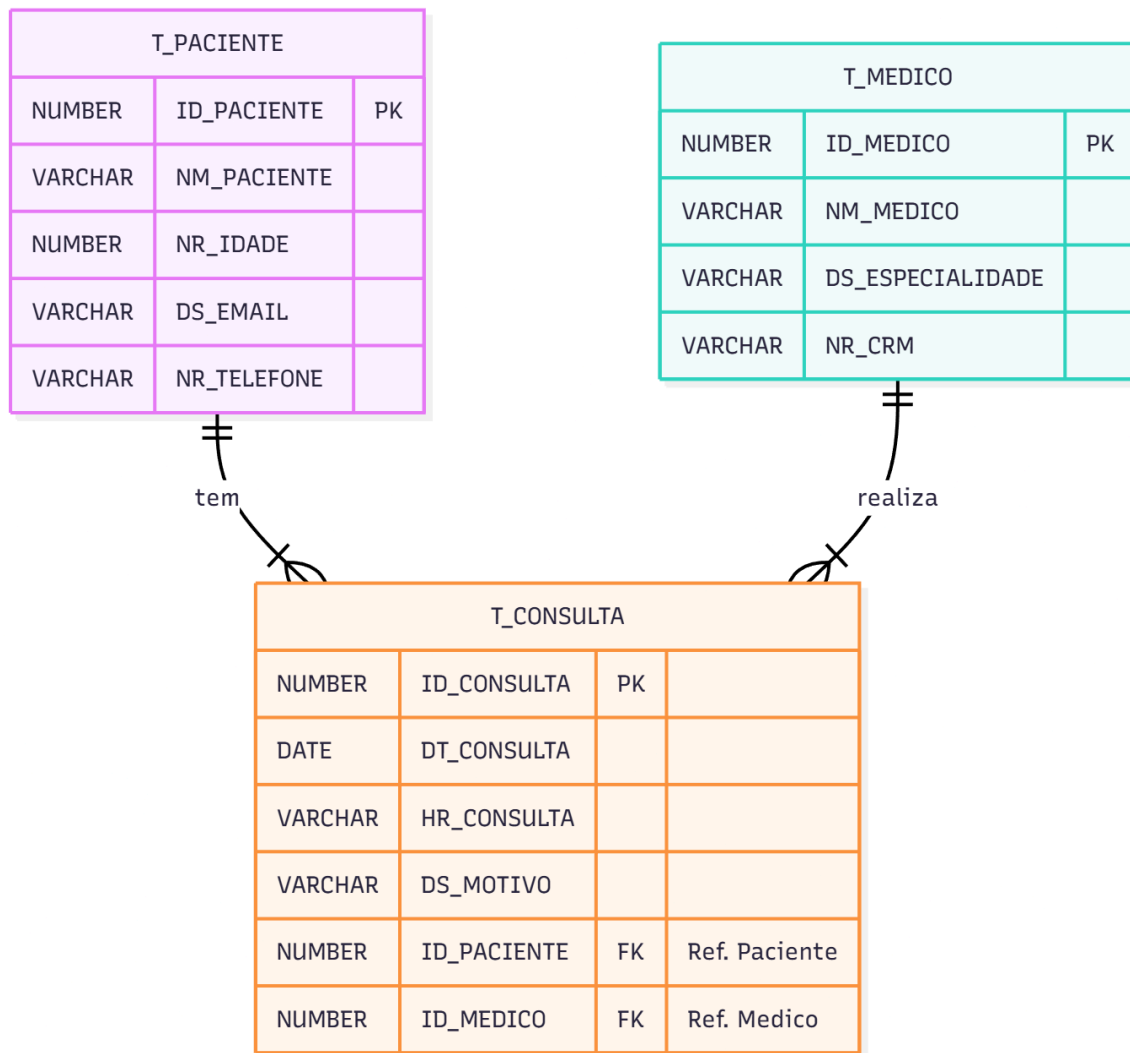 T_PACIENTE
NUMBER ID_PACIENTE PK
VARCHAR NM_PACIENTE
NUMBER NR_IDADE
VARCHAR DS_EMAIL
VARCHAR NR_TELEFONE
T_MEDICO
NUMBER ID_MEDICO PK
VARCHAR NM_MEDICO
VARCHAR DS_ESPECIALIDADE
VARCHAR NR_CRM
tem
realiza
T_CONSULTA
NUMBER ID_CONSULTA PK
DATE DT_CONSULTA
VARCHAR HR_CONSULTA
VARCHAR DS_MOTIVO
NUMBER ID_PACIENTE FK Ref. Paciente
NUMBER ID_MEDICO FK Ref. Medico